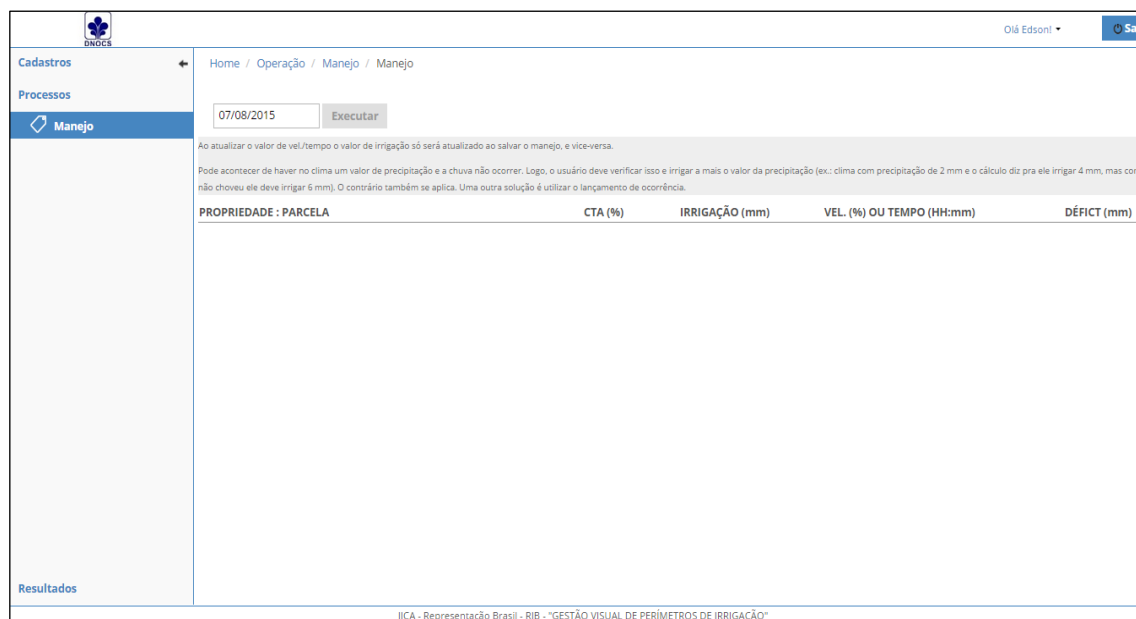 DNOCS
Olá Edson!
Cadastros
Home / Operação / Manejo / Manejo
Processos
Manejo
07/08/2015 Executar
Ao atualizar o valor de vel./tempo o valor de irrigação só será atualizado ao salvar o manejo, e vice-versa.
Pode acontecer de haver no clima um valor de precipitação e a chuva não ocorrer. Logo, o usuário deve verificar isso e irrigar a mais o valor da precipitação (ex.: clima com precipitação de 2 mm e o cálculo diz pra ele irrigar 4 mm, mas
não choveu ele deve irrigar 6 mm). O contrário também se aplica. Uma outra solução é utilizar o lançamento de ocorrência.
PROPRIEDADE : PARCELA CTA (%) IRRIGAÇÃO (mm) VEL. (%) OU TEMPO (HH:mm) DÉFICT (mm)
Resultados
IICA - Representação Brasil - RIB - "GESTÃO VISUAL DE PERÍMETROS DE IRRIGAÇÃO"